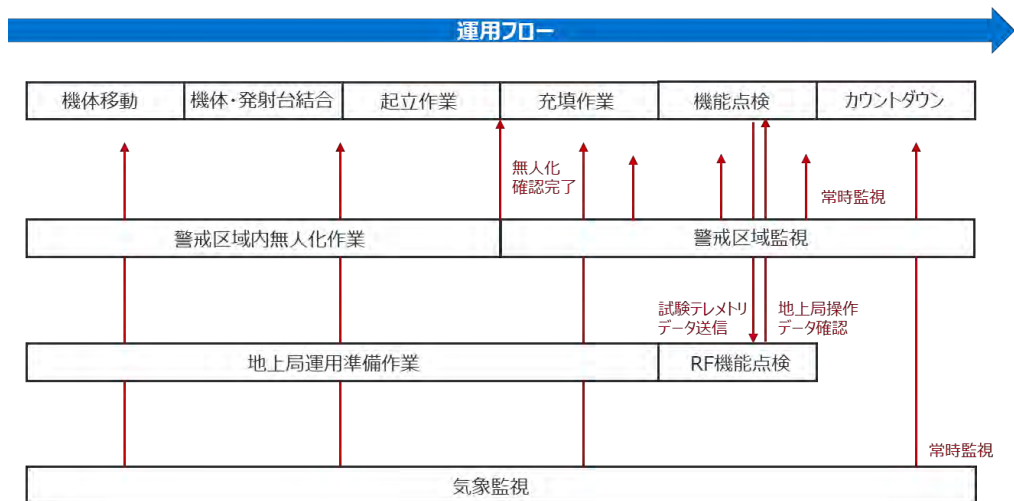 運用フロー
機体移動
機体・発射台結合
起立作業
充填作業
機能点検
カウントダウン
無人化
確認完了
常時監視
警戒区域内無人化作業
警戒区域監視
試験テレメトリ
データ送信
地上局操作
データ確認
地上局運用準備作業
RF機能点検
常時監視
気象監視